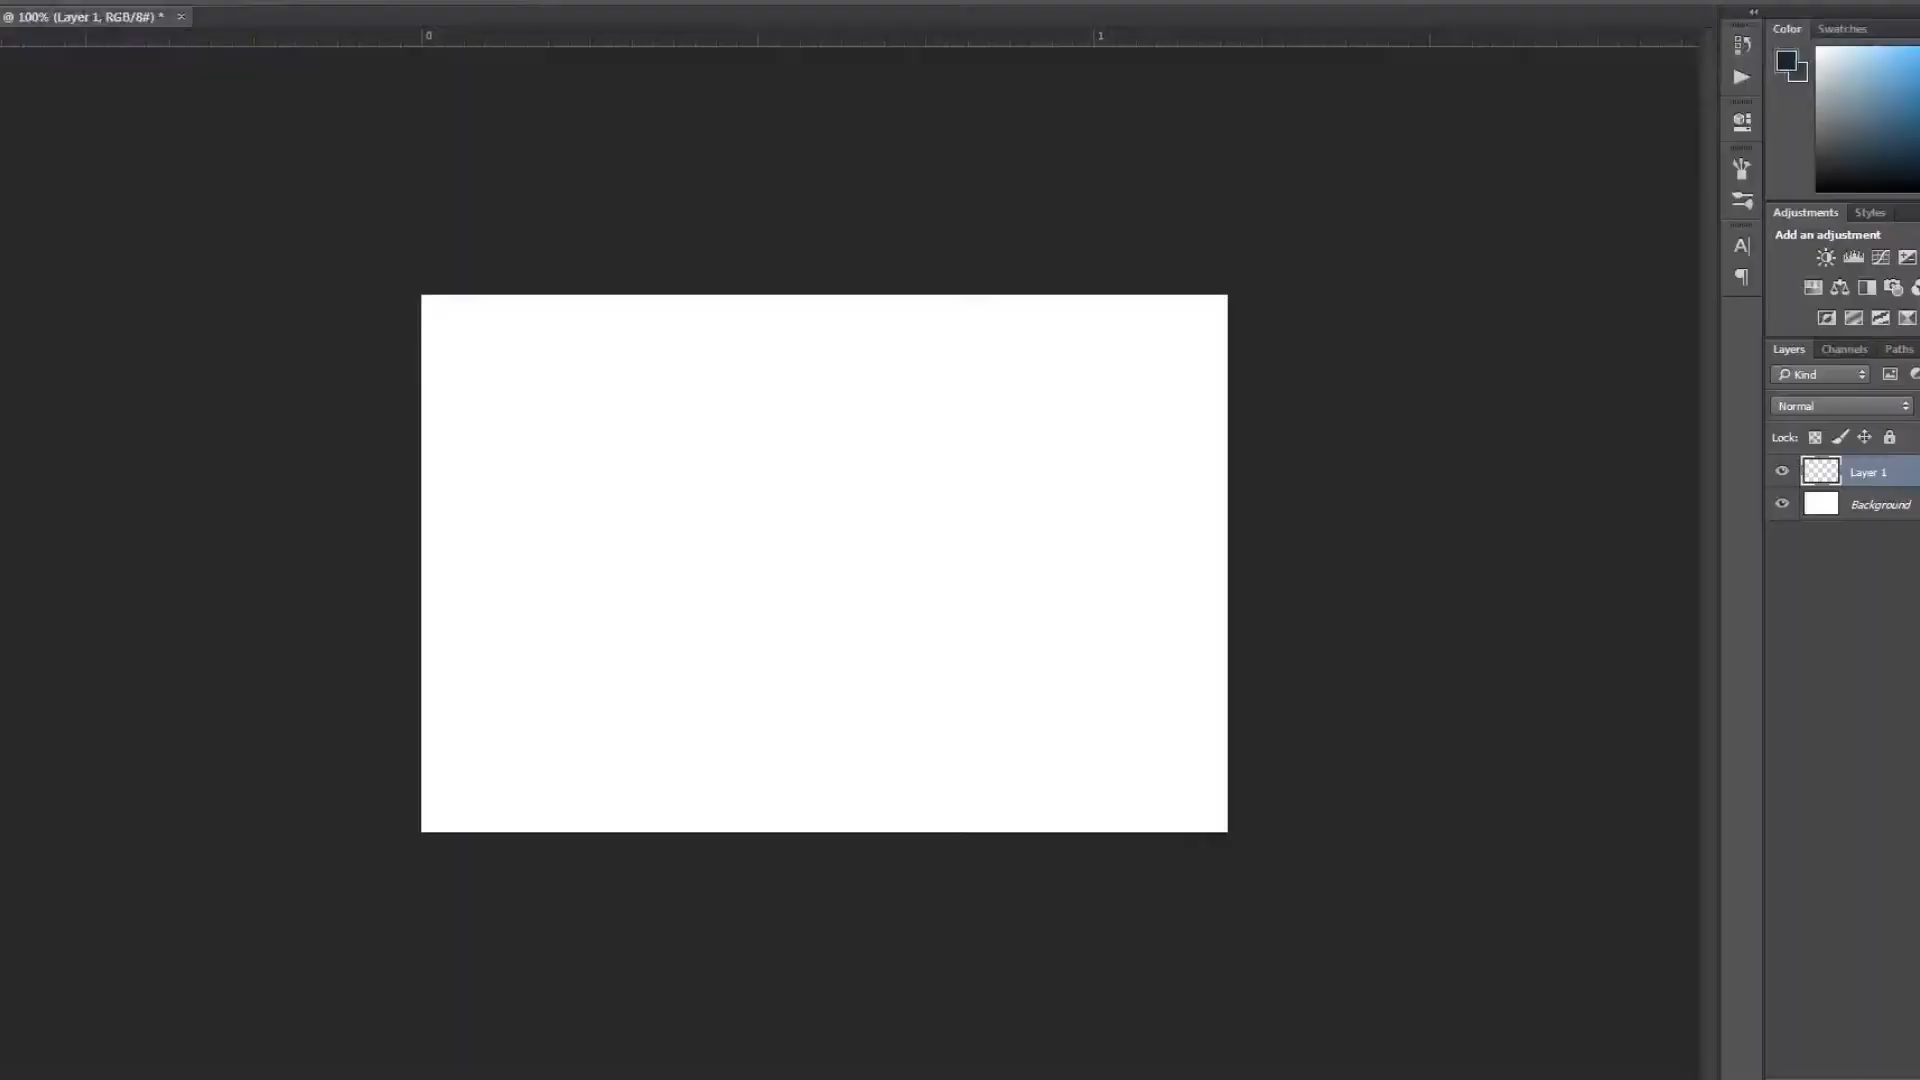 @ 100% (Layer 1, RGB/8#) * ×
0 1
Color Swatches
Adjustments Styles
Add an adjustment
Layers Channels Paths
Kind
Normal
Lock:
Layer 1
Background